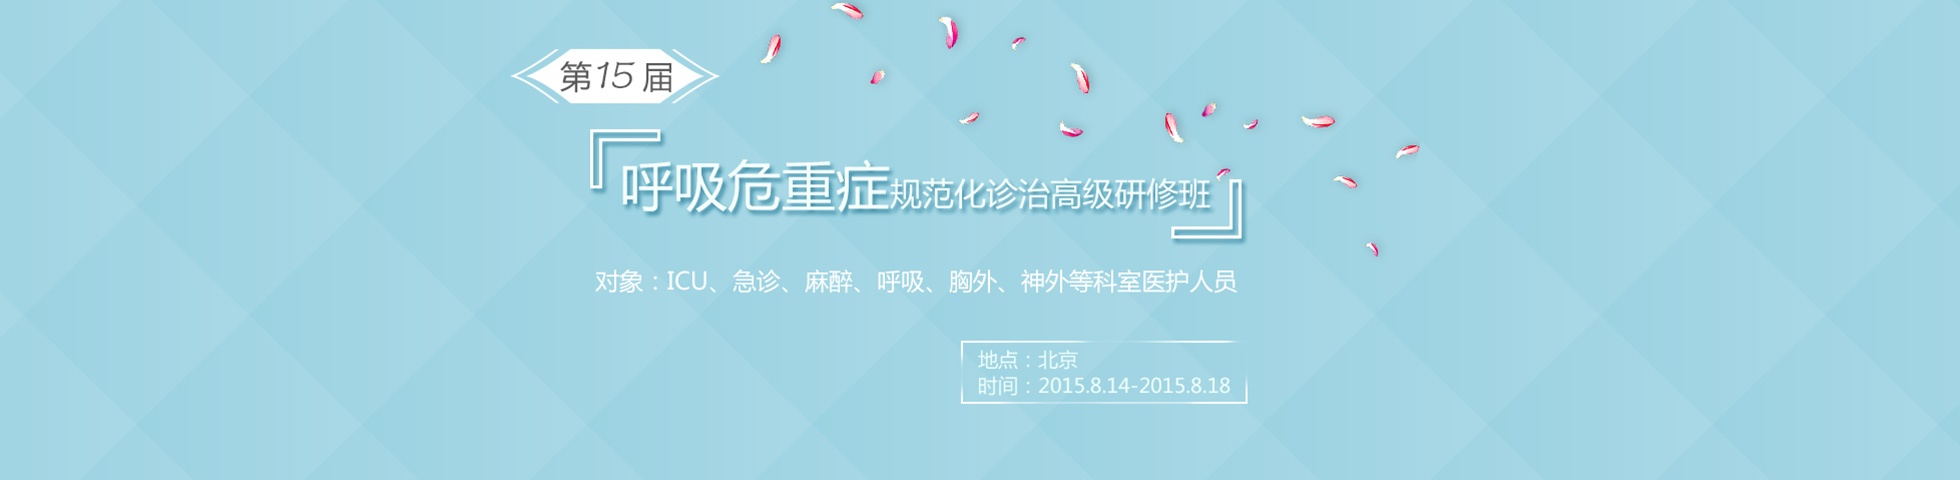 第15届
呼吸危重症规范化诊治高级研修班
对象：ICU、急诊、麻醉、呼吸、胸外、神外等科室医护人员
地点：北京
时间：2015.8.14-2015.8.18